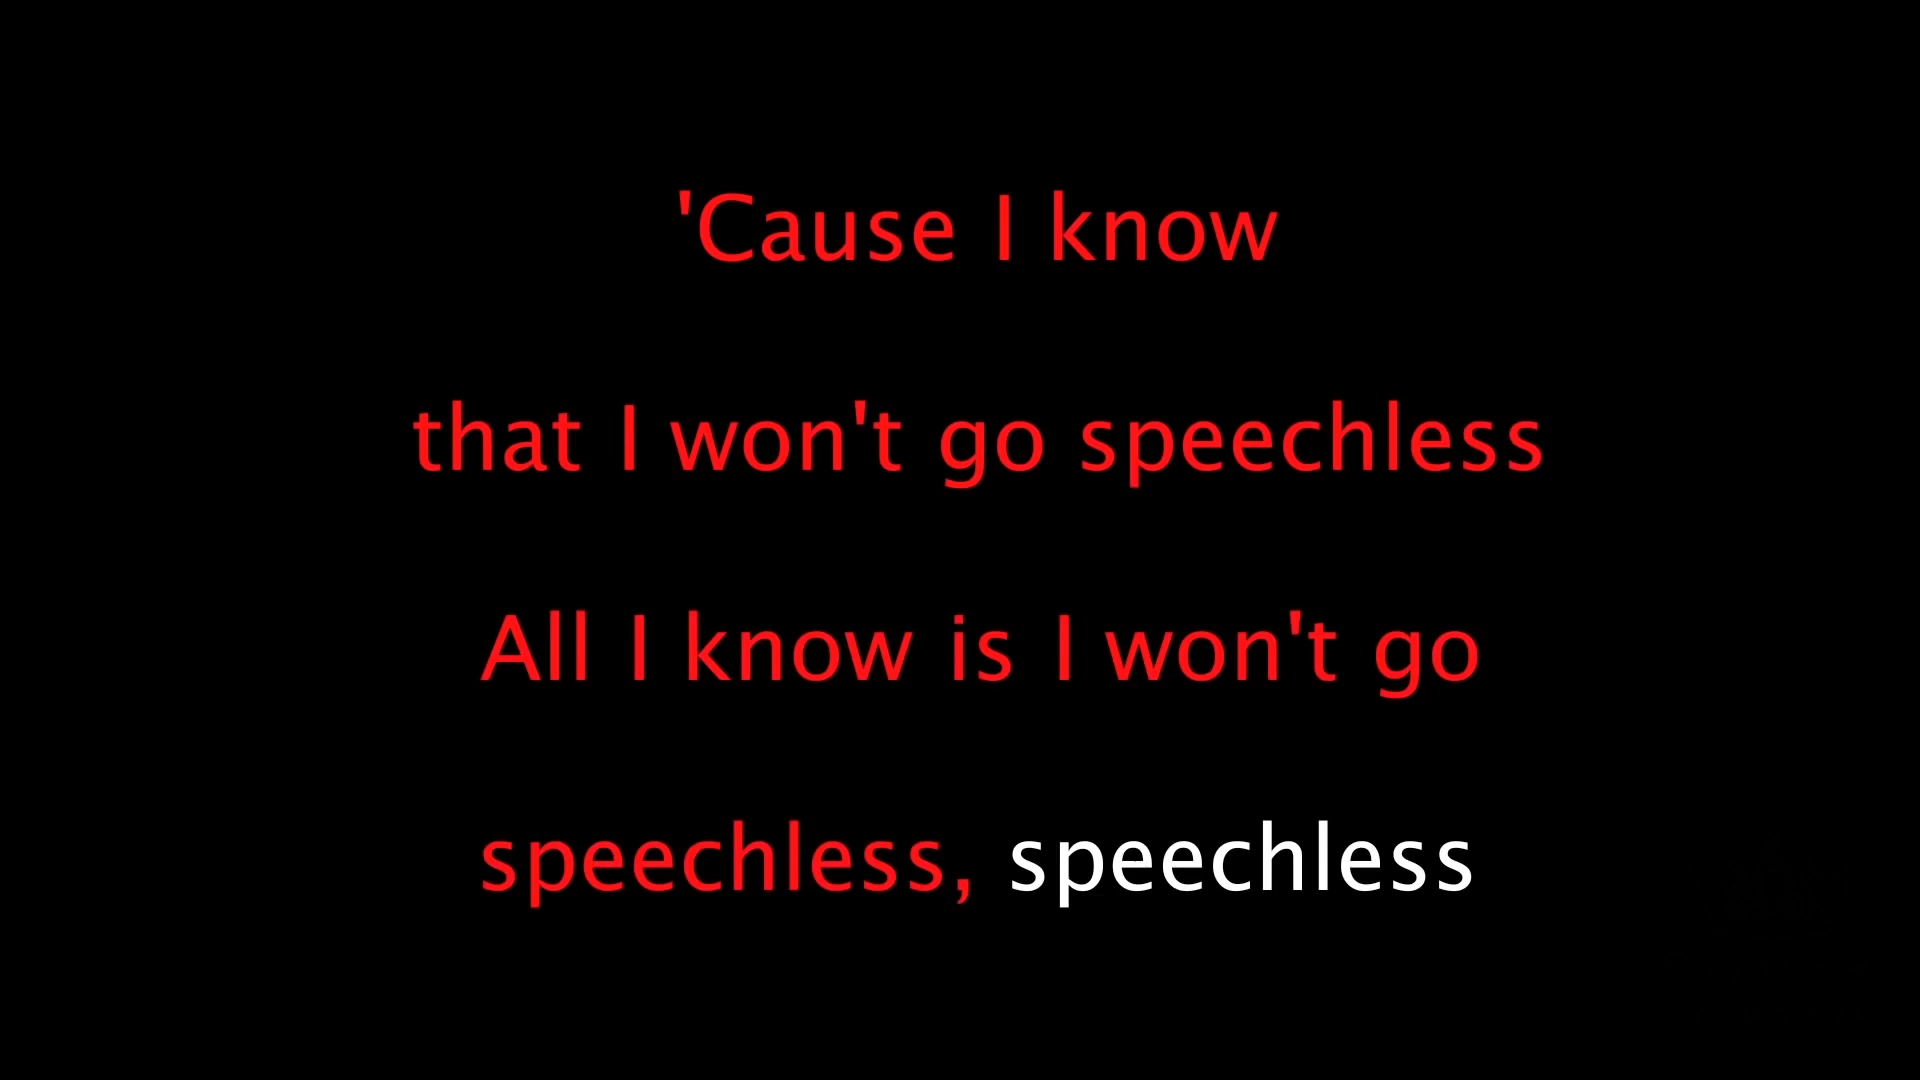 'Cause I know
that I won't go speechless
All I know is I won't go
speechless, speechless